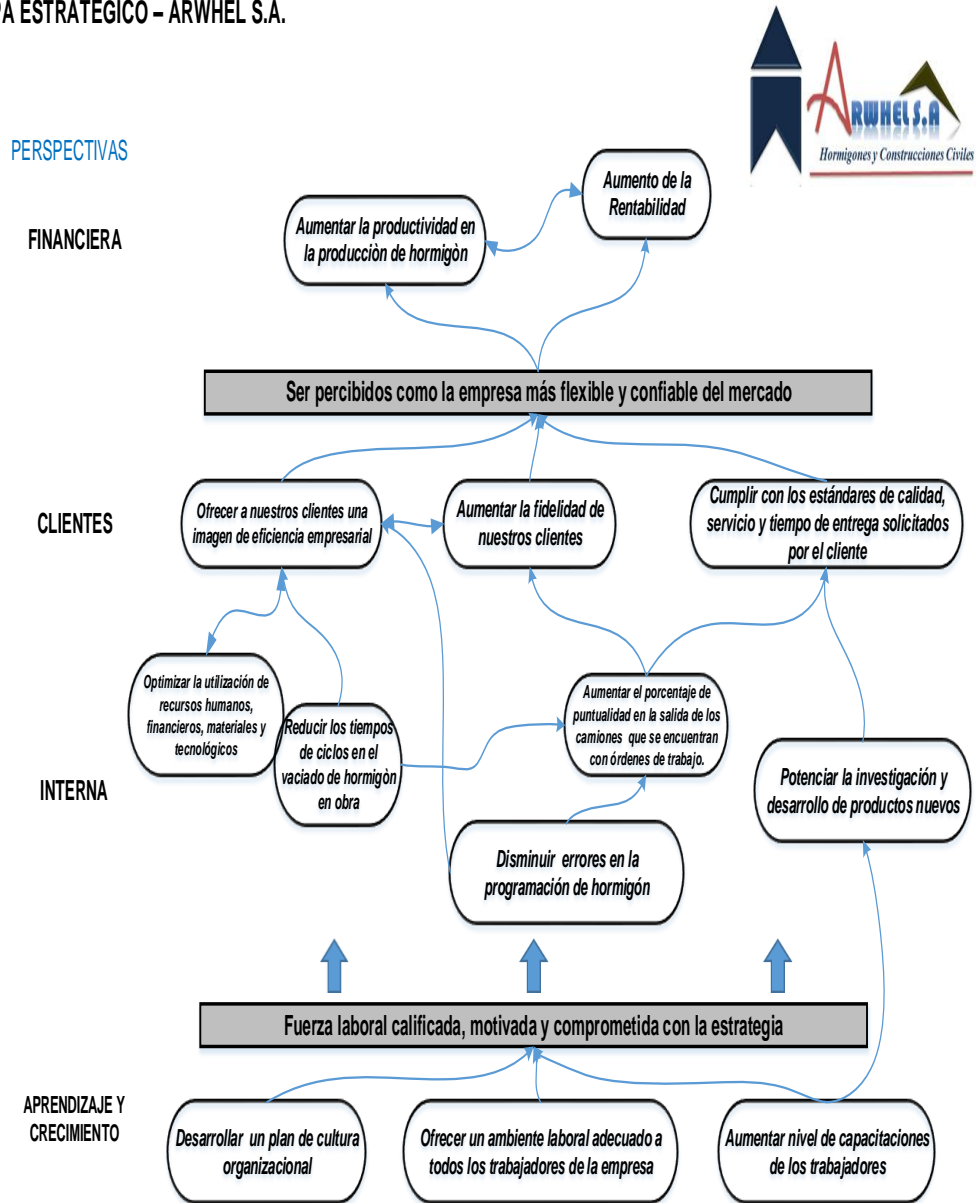 PA ESTRATÉGICO – ARWHEL S.A.
ARWHEL S.A
Hormigones y Construcciones Civiles
PERSPECTIVAS
FINANCIERA
Aumento de la
Rentabilidad
Aumentar la productividad en
la producciòn de hormigòn
Ser percibidos como la empresa más flexible y confiable del mercado
CLIENTES
Ofrecer a nuestros clientes una
imagen de eficiencia empresarial
Aumentar la fidelidad de
nuestros clientes
Cumplir con los estándares de calidad,
servicio y tiempo de entrega solicitados
por el cliente
INTERNA
Optimizar la utilización de
recursos humanos,
financieros, materiales y
tecnológicos
Reducir los tiempos
de ciclos en el
vaciado de hormigòn
en obra
Aumentar el porcentaje de
puntualidad en la salida de los
camiones que se encuentran
con órdenes de trabajo.
Potenciar la investigación y
desarrollo de productos nuevos
Disminuir errores en la
programación de hormigón
Fuerza laboral calificada, motivada y comprometida con la estrategia
APRENDIZAJE Y
CRECIMIENTO
Desarrollar un plan de cultura
organizacional
Ofrecer un ambiente laboral adecuado a
todos los trabajadores de la empresa
Aumentar nivel de capacitaciones
de los trabajadores